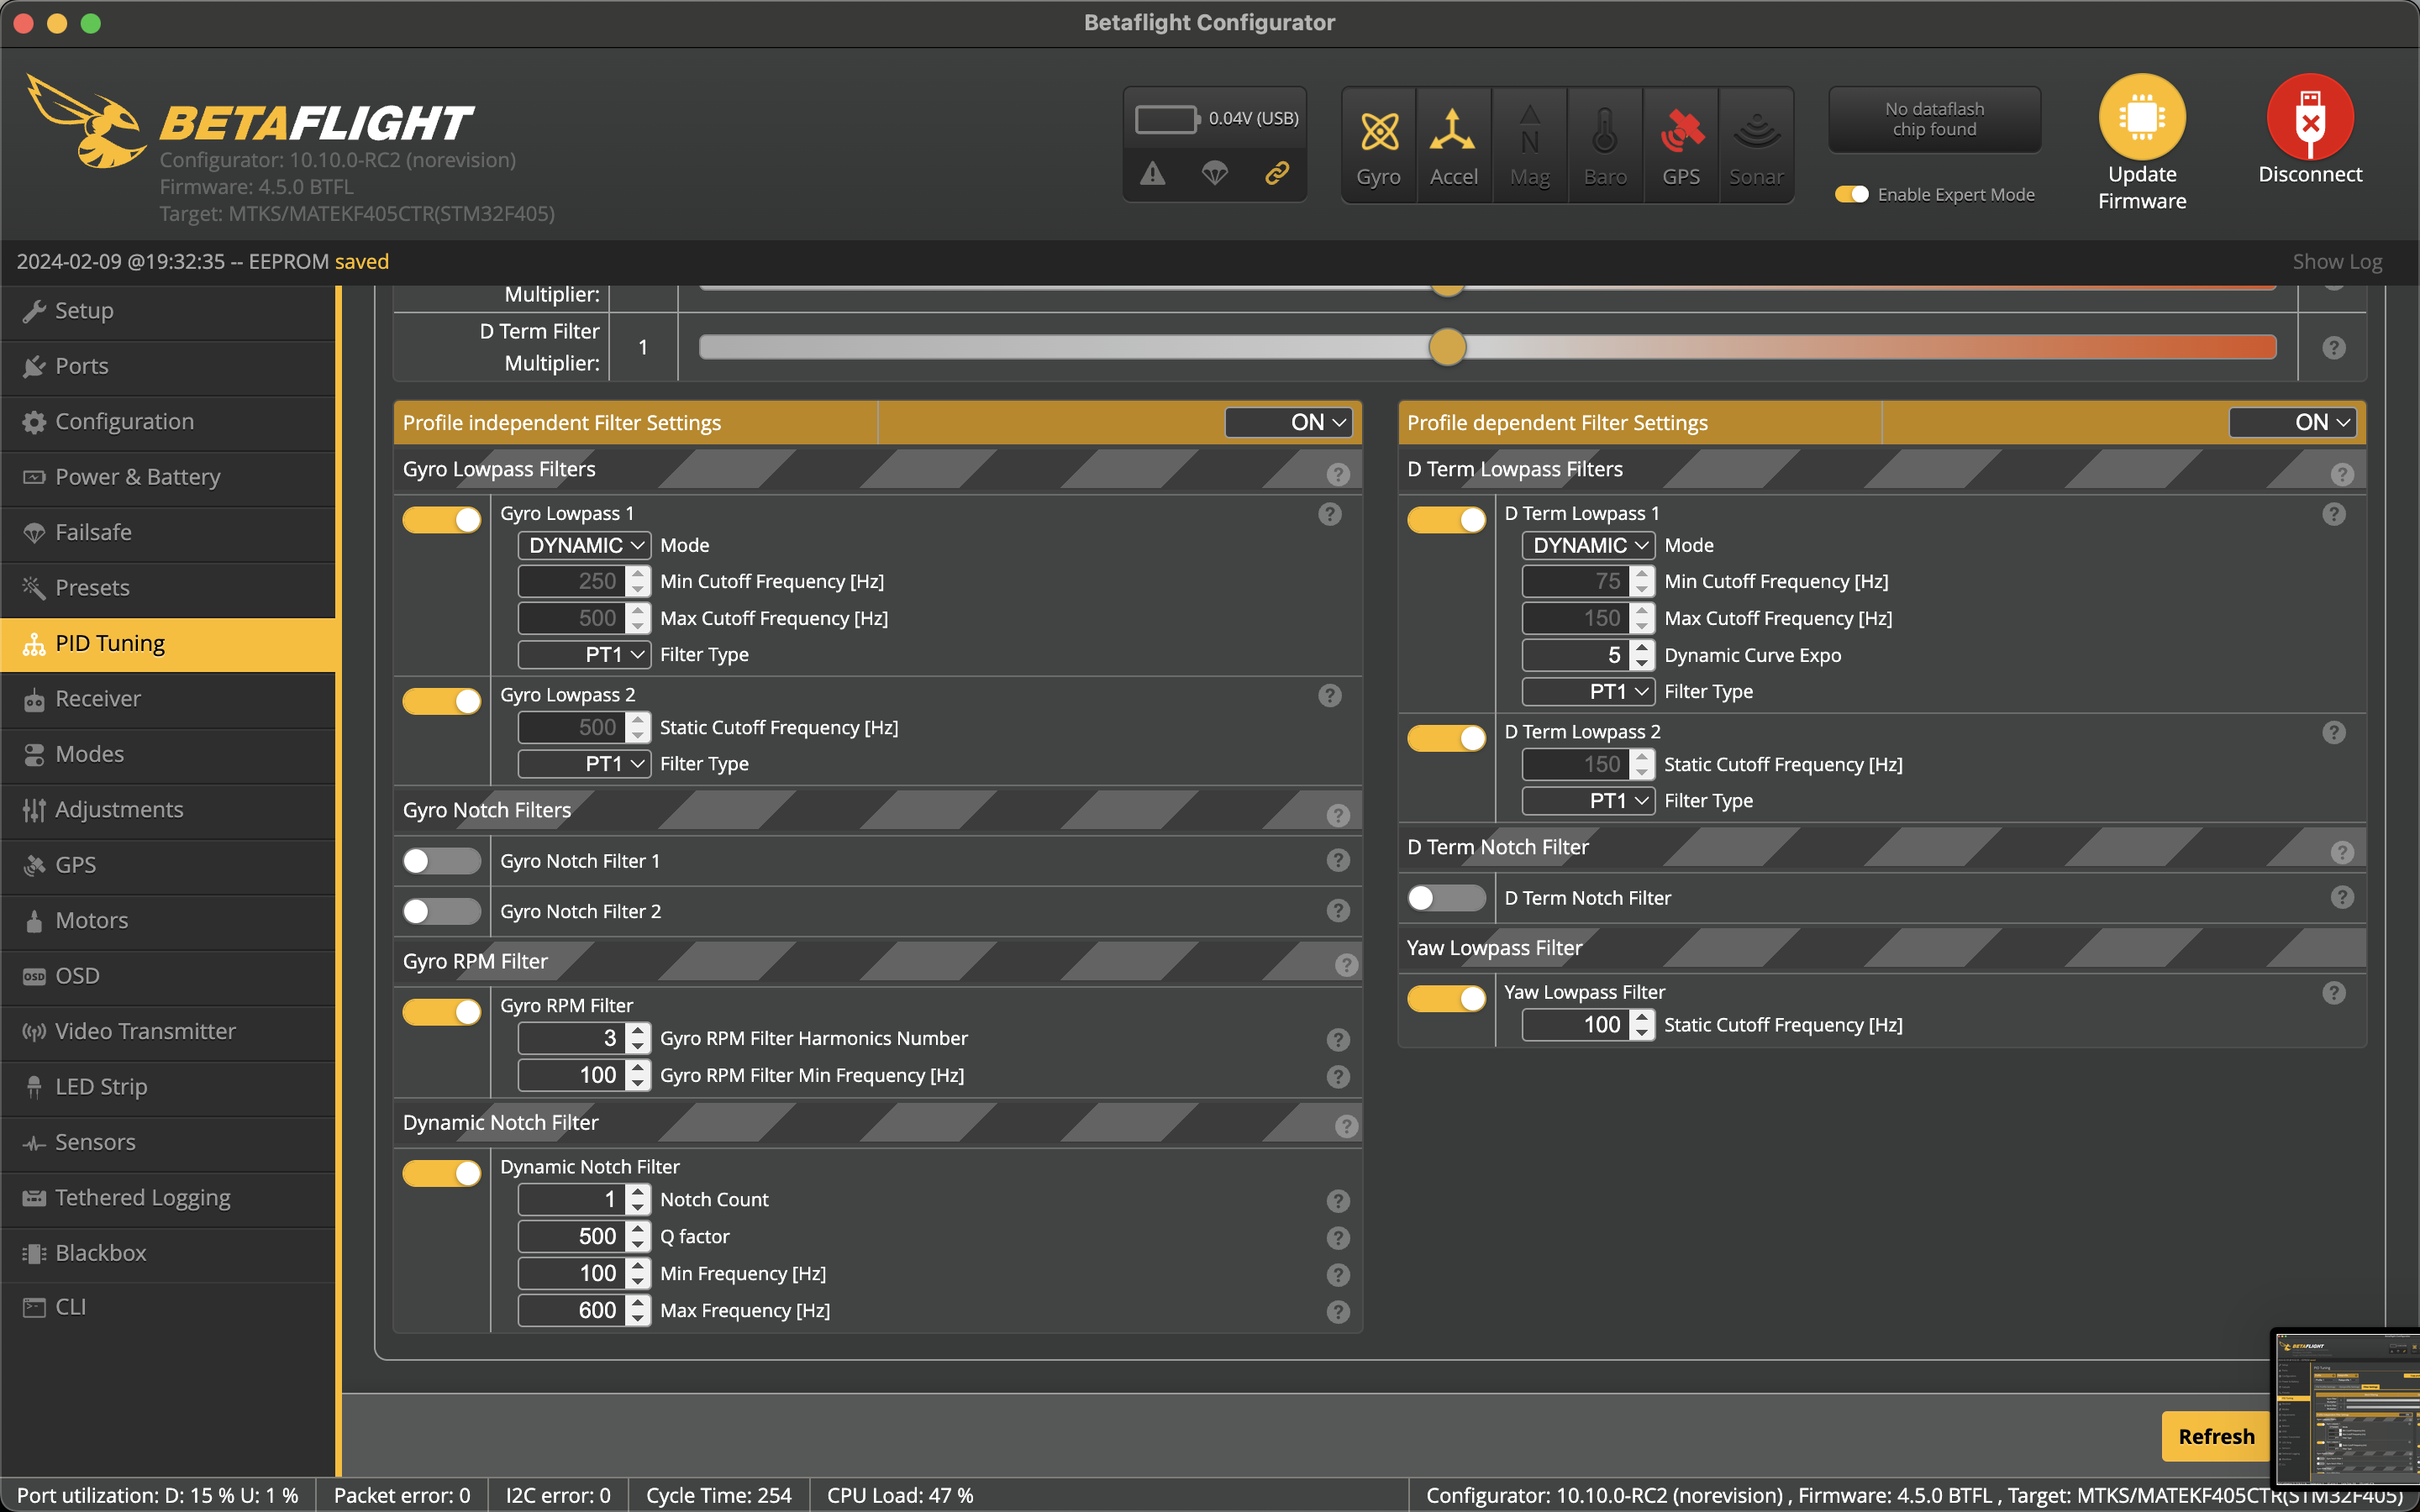 Betaflight Configurator
BETAFLIGHT
Configurator: 10.10.0-RC2 (norevision)
Firmware: 4.5.0 BTFL
Target: MTKS/MATEKF405CTR(STM32F405)
0.04V (USB)
Gyro
Accel
N
Mag
Baro
GPS
Sonar
No dataflash
chip found
Enable Expert Mode
Update
Firmware
Disconnect
2024-02-09 @19:32:35 -- EEPROM saved
Show Log
Setup
Ports
Configuration
Power & Battery
Failsafe
Presets
PID Tuning
Receiver
Modes
Adjustments
GPS
Motors
OSD OSD
Video Transmitter
LED Strip
Sensors
Tethered Logging
Blackbox
CLI
Multiplier:
D Term Filter
Multiplier:
1
?
Profile independent Filter Settings
ON
Gyro Lowpass Filters
?
Gyro Lowpass 1
?
DYNAMIC Mode
250 Min Cutoff Frequency [Hz]
500 Max Cutoff Frequency [Hz]
PT1 Filter Type
Gyro Lowpass 2
?
500 Static Cutoff Frequency [Hz]
PT1 Filter Type
Gyro Notch Filters
?
Gyro Notch Filter 1
?
Gyro Notch Filter 2
?
Gyro RPM Filter
?
Gyro RPM Filter
3 Gyro RPM Filter Harmonics Number
?
100 Gyro RPM Filter Min Frequency [Hz]
?
Dynamic Notch Filter
?
Dynamic Notch Filter
1 Notch Count
?
500 Q factor
?
100 Min Frequency [Hz]
?
600 Max Frequency [Hz]
?
Profile dependent Filter Settings
ON
D Term Lowpass Filters
?
D Term Lowpass 1
?
DYNAMIC Mode
75 Min Cutoff Frequency [Hz]
150 Max Cutoff Frequency [Hz]
5 Dynamic Curve Expo
PT1 Filter Type
D Term Lowpass 2
?
150 Static Cutoff Frequency [Hz]
PT1 Filter Type
D Term Notch Filter
?
D Term Notch Filter
?
Yaw Lowpass Filter
Yaw Lowpass Filter
?
100 Static Cutoff Frequency [Hz]
Refresh
BETAFLIGHT
Port utilization: D: 15 % U: 1 %
Packet error: 0
I2C error: 0
Cycle Time: 254
CPU Load: 47 %
Configurator: 10.10.0-RC2 (norevision) , Firmware: 4.5.0 BTFL , Target: MTKS/MATEKF405CTR(STM32F405)